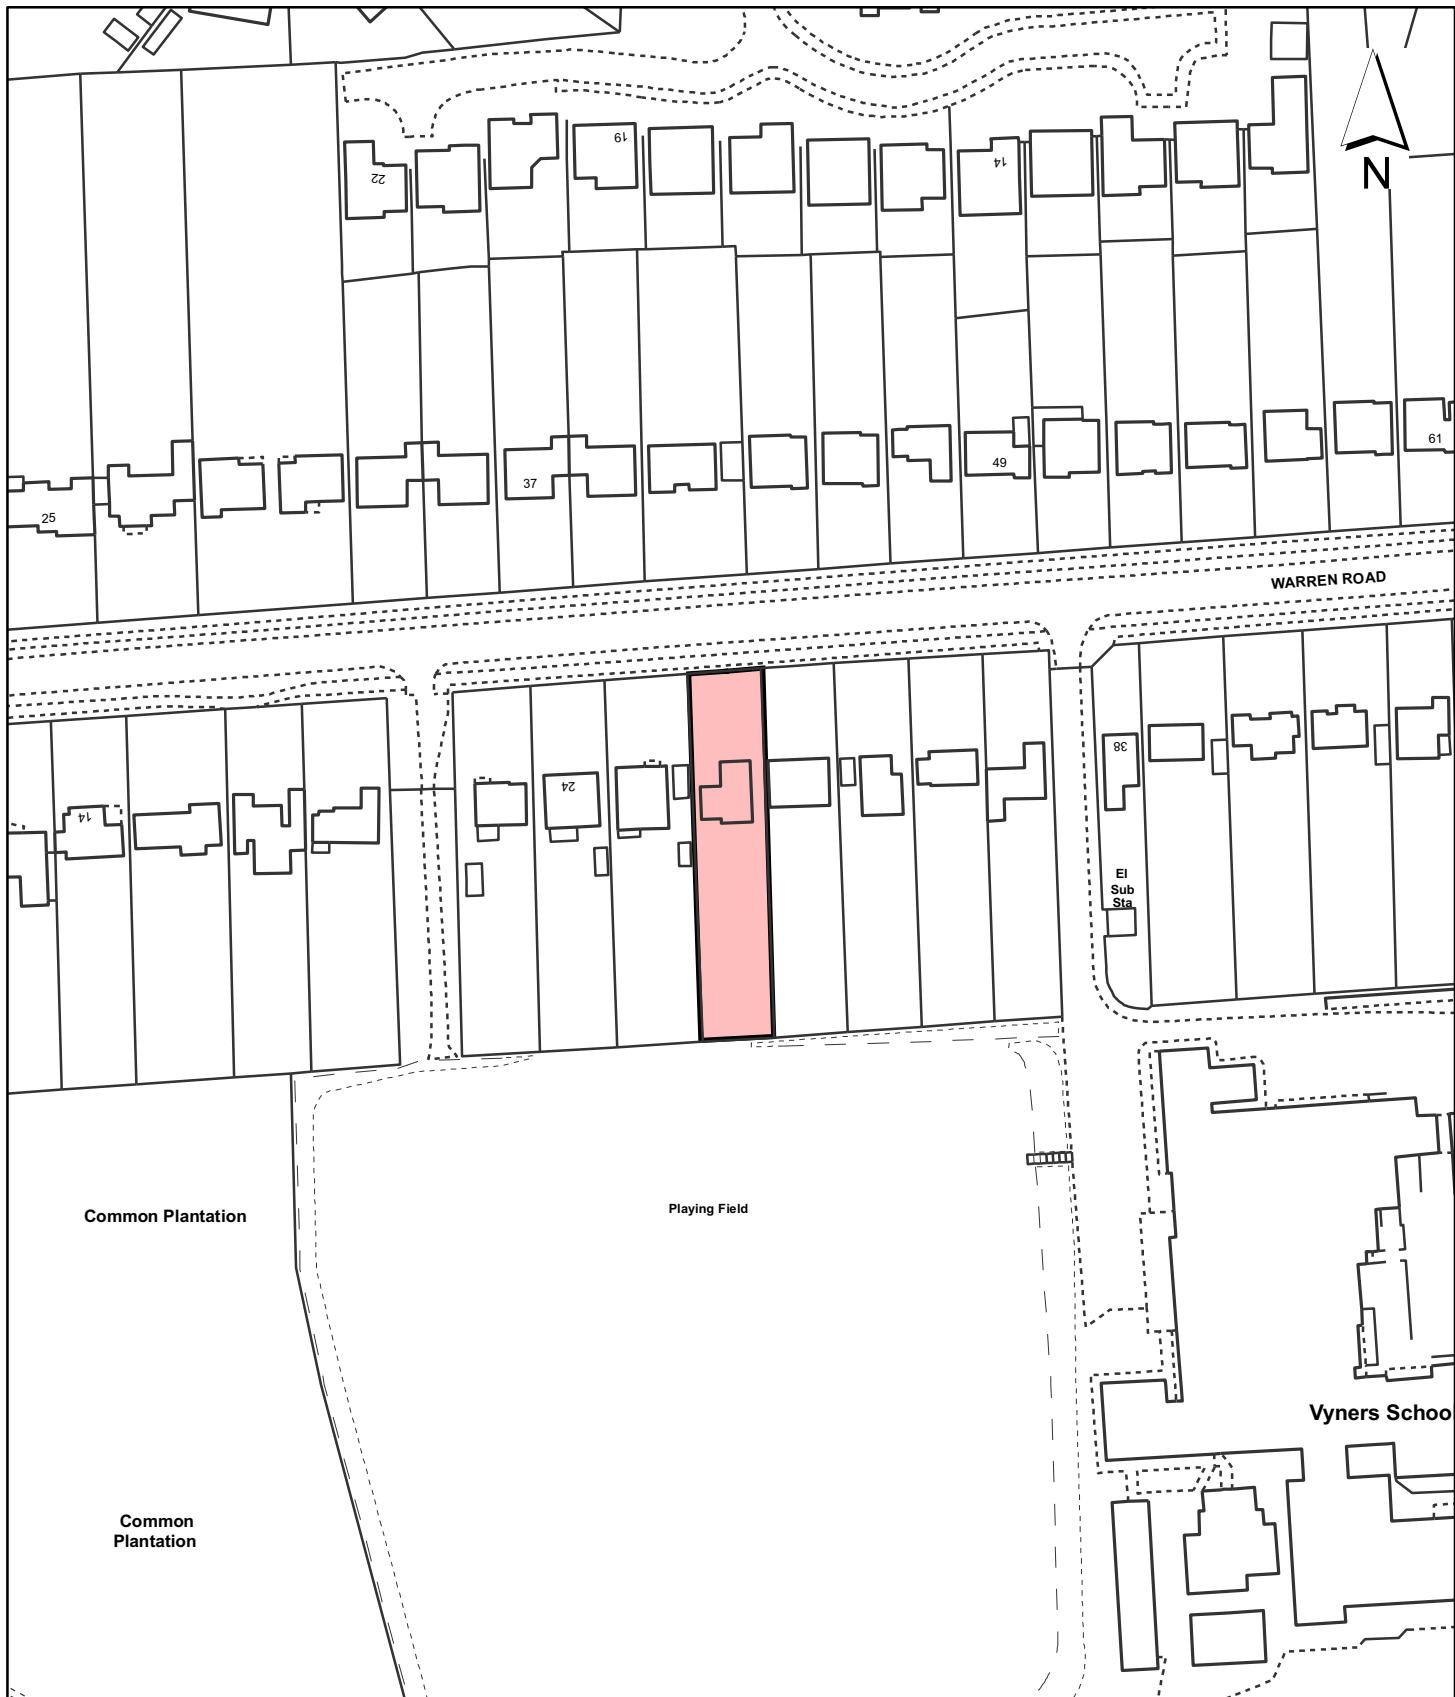 19
22
14
N
61
49
37
25
WARREN ROAD
38
24
14
El
Sub
Sta
Common Plantation
Playing Field
Vyners Schoo
Common
Plantation